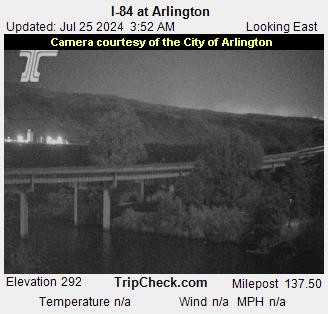 I-84 at Arlington
Updated: Jul 25 2024 3:52 AM Looking East
Camera courtesy of the City of Arlington
Elevation 292 TripCheck.com Milepost 137.50
Temperature n/a Wind n/a MPH n/a